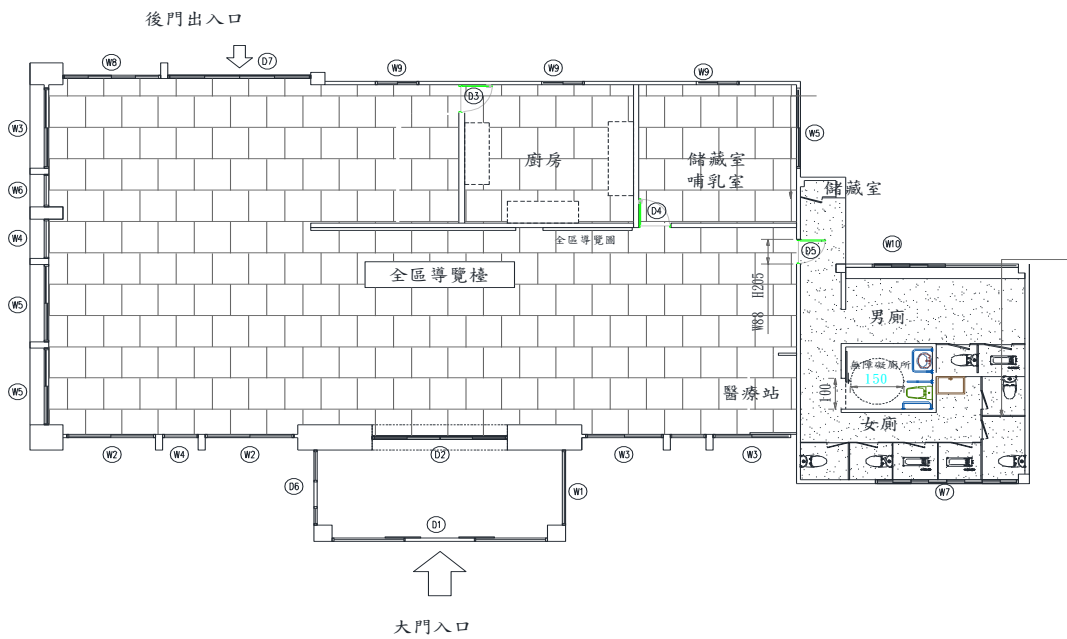 後門出入口
W8
D7
W9
W9
W9
D3
W3
W5
廚房
儲藏室
哺乳室
儲藏室
W6
D4
W4
全區導覽圖
D5
W10
全區導覽檯
W88 H205
W5
男廁
無障礙廁所
150
100
W5
醫療站
女廁
W2
W4
W2
D2
W3
W3
D6
W1
W7
D1
大門入口